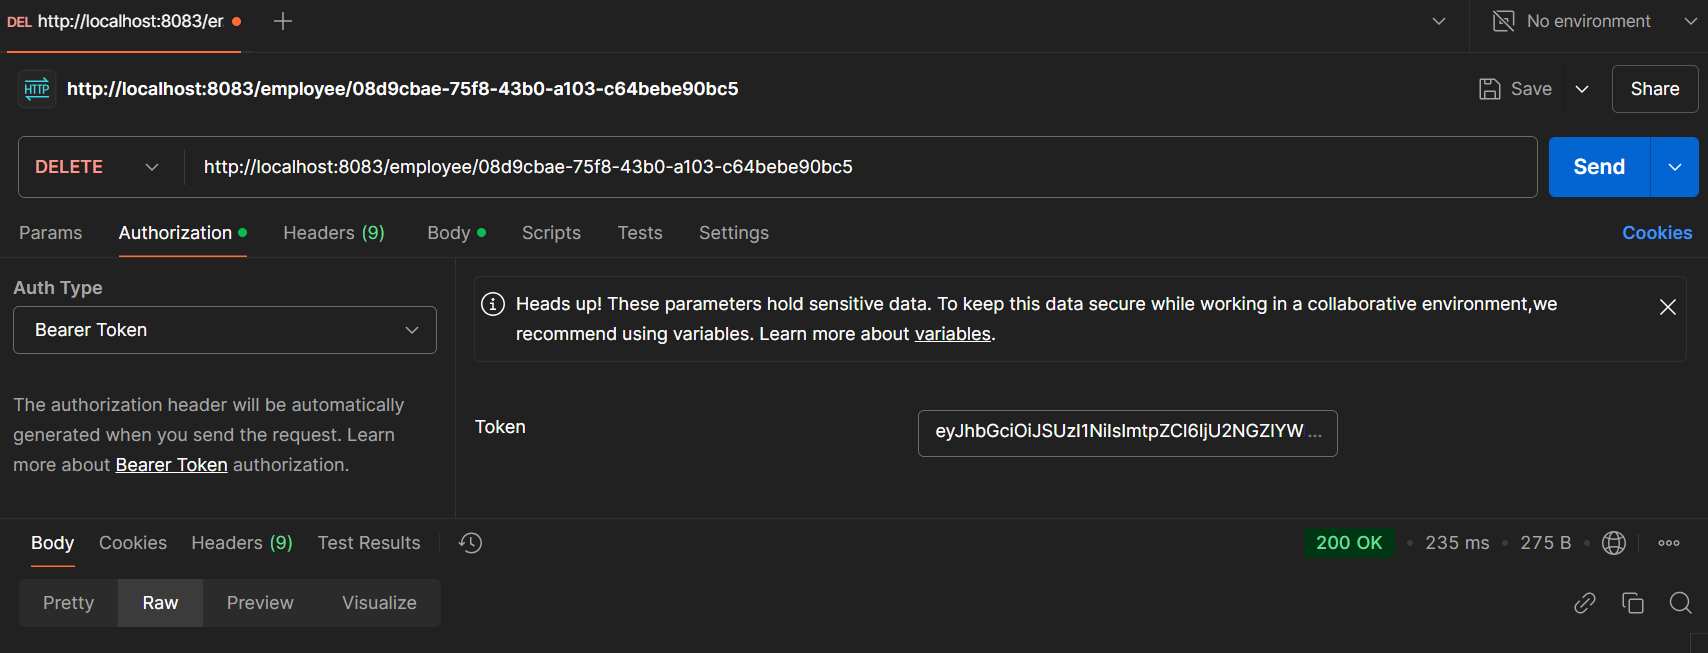 DEL http://localhost:8083/er
No environment
HTTP http://localhost:8083/employee/08d9cbae-75f8-43b0-a103-c64bebe90bc5
Save
Share
DELETE http://localhost:8083/employee/08d9cbae-75f8-43b0-a103-c64bebe90bc5
Send
Params Authorization Headers (9) Body Scripts Tests Settings Cookies
Auth Type
Bearer Token
The authorization header will be automatically
generated when you send the request. Learn
more about Bearer Token authorization.
Heads up! These parameters hold sensitive data. To keep this data secure while working in a collaborative environment,we
recommend using variables. Learn more about variables.
Token
eyJhbGciOiJSUzI1NiIsImtpZCI6IjU2NGZlYW...
Body Cookies Headers (9) Test Results
200 OK • 235 ms • 275 B •
Pretty Raw Preview Visualize